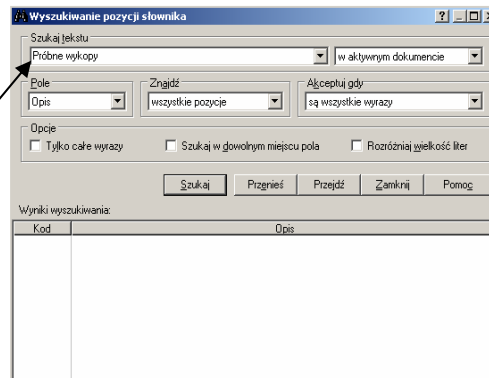 Wyszukiwanie pozycji słownika
Szukaj tekstu
Próbne wykopy
w aktywnym dokumencie
Pole
Znajdź
Akceptuj gdy
Opis
wszystkie pozycje
są wszystkie wyrazy
Opcje
Tylko całe wyrazy
Szukaj w dowolnym miejscu pola
Rozróżniaj wielkość liter
Szukaj
Przenieś
Przejdź
Zamknij
Pomoc
Wyniki wyszukiwania:
Kod
Opis